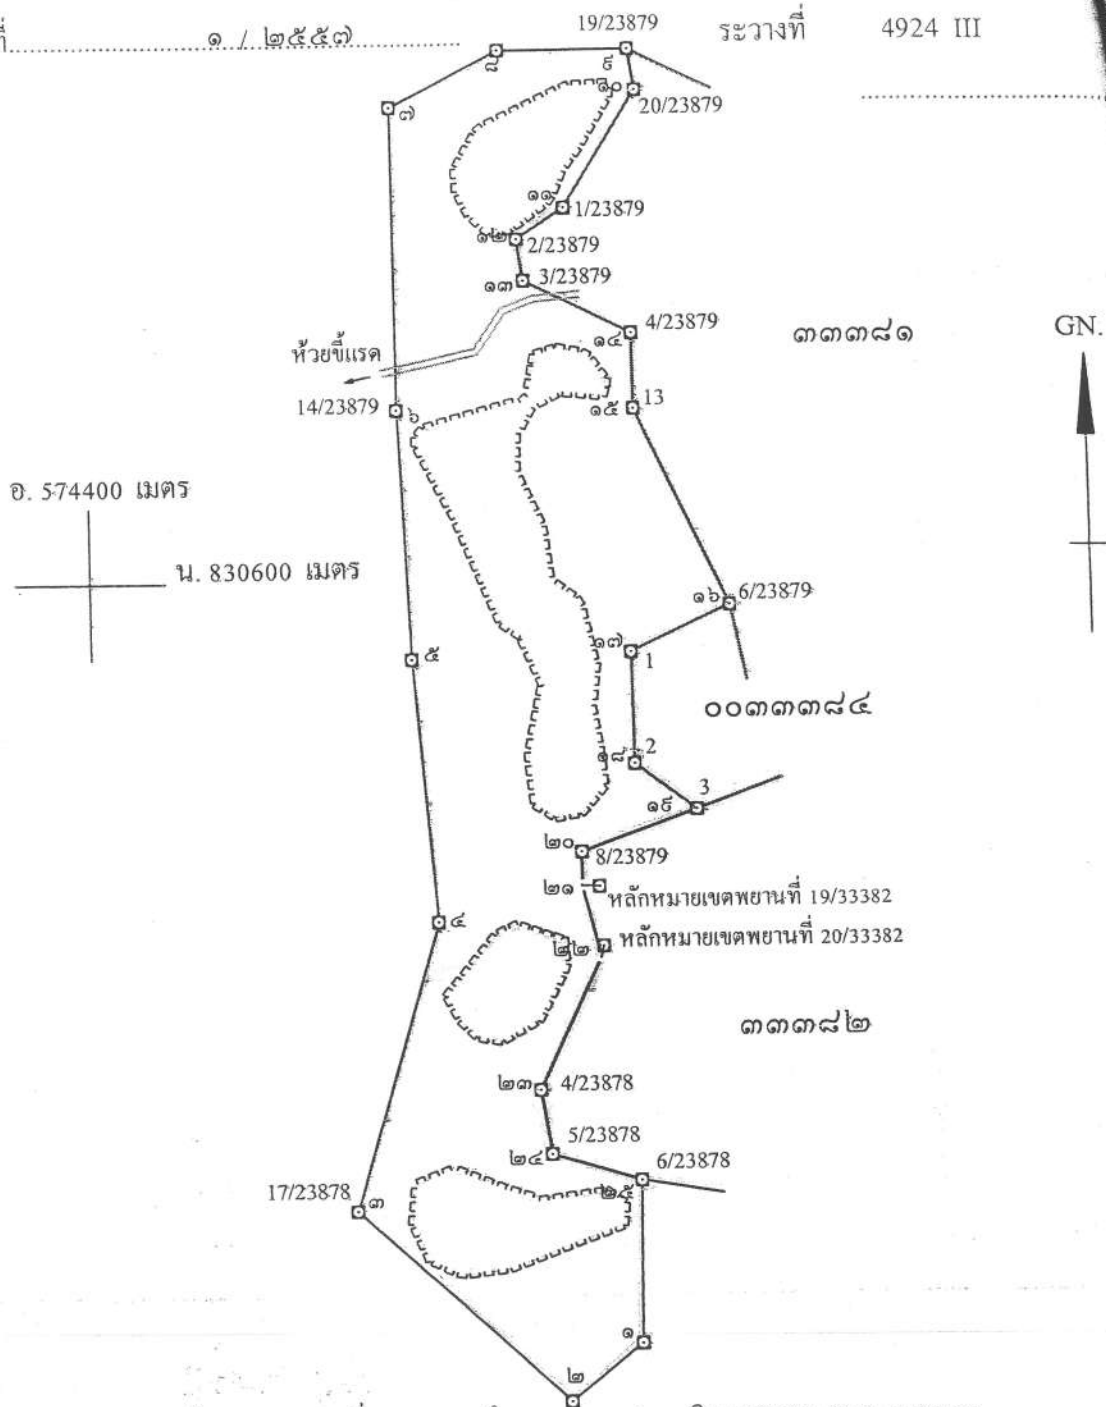 ที่ ๑ / ๒๕๕๗ ระวางที่ 4924 III
19/23879
๘ ๙
๗ ๑๐ 20/23879
๑๑ 1/23879
๑๒ 2/23879
๑๓ 3/23879
4/23879
๑๔ ๓๓๓๘๑ GN.
ห้วยขี้แรด
14/23879 ๖ ๑๕ 13
อ. 574400 เมตร
น. 830600 เมตร
๑๖ 6/23879
๕ ๑๗ 1
๐๐๓๓๓๘๔
๑๘ 2
๑๙ 3
๒๐ 8/23879
๒๑ หลักหมายเขตพยานที่ 19/33382
๔ ๒๒ หลักหมายเขตพยานที่ 20/33382
๓๓๓๘๒
๒๓ 4/23878
5/23878
๒๔ 6/23878
17/23878 ๓ ๒๕
๑
๒